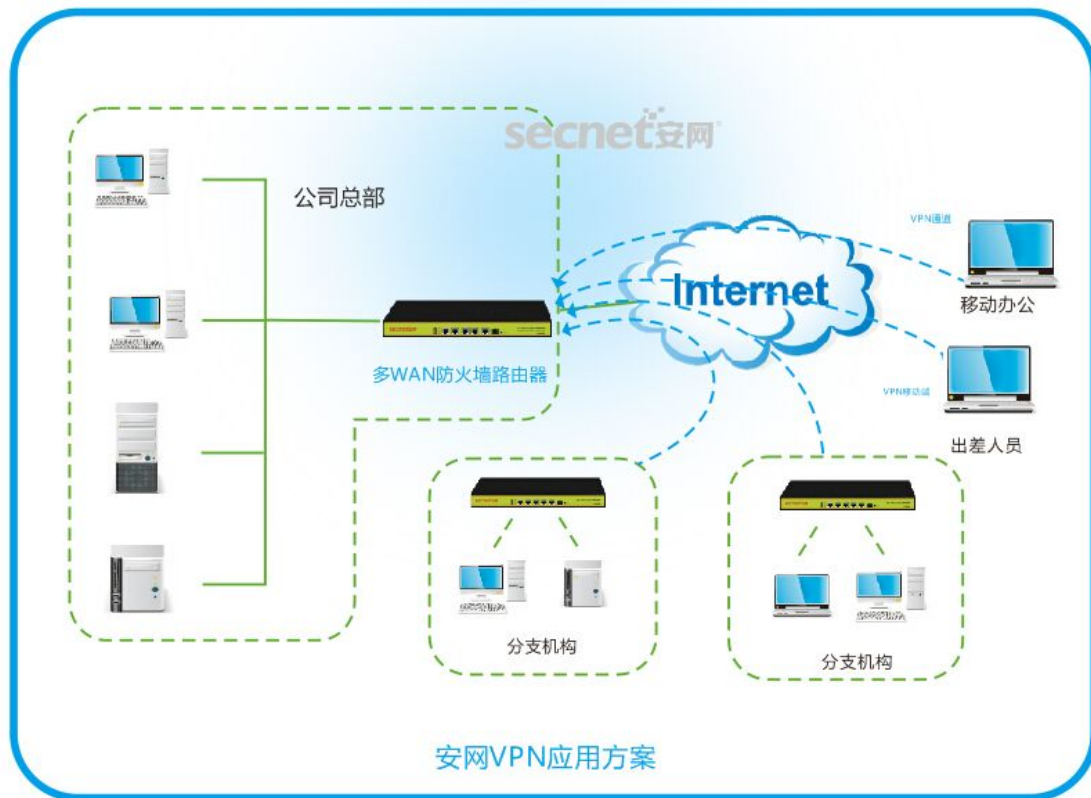 secnet安网
公司总部
VPN通道
Internet
移动办公
多WAN防火墙路由器
VPN移动端
出差人员
分支机构
分支机构
安网VPN应用方案